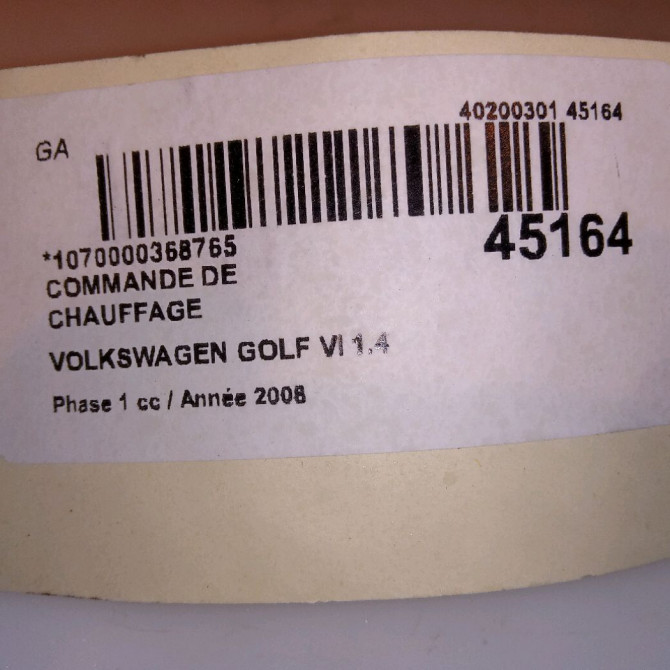 40200301 45164
GA
*1070000368765
45164
COMMANDE DE
CHAUFFAGE
VOLKSWAGEN GOLF VI 1.4
Phase 1 cc / Année 2008